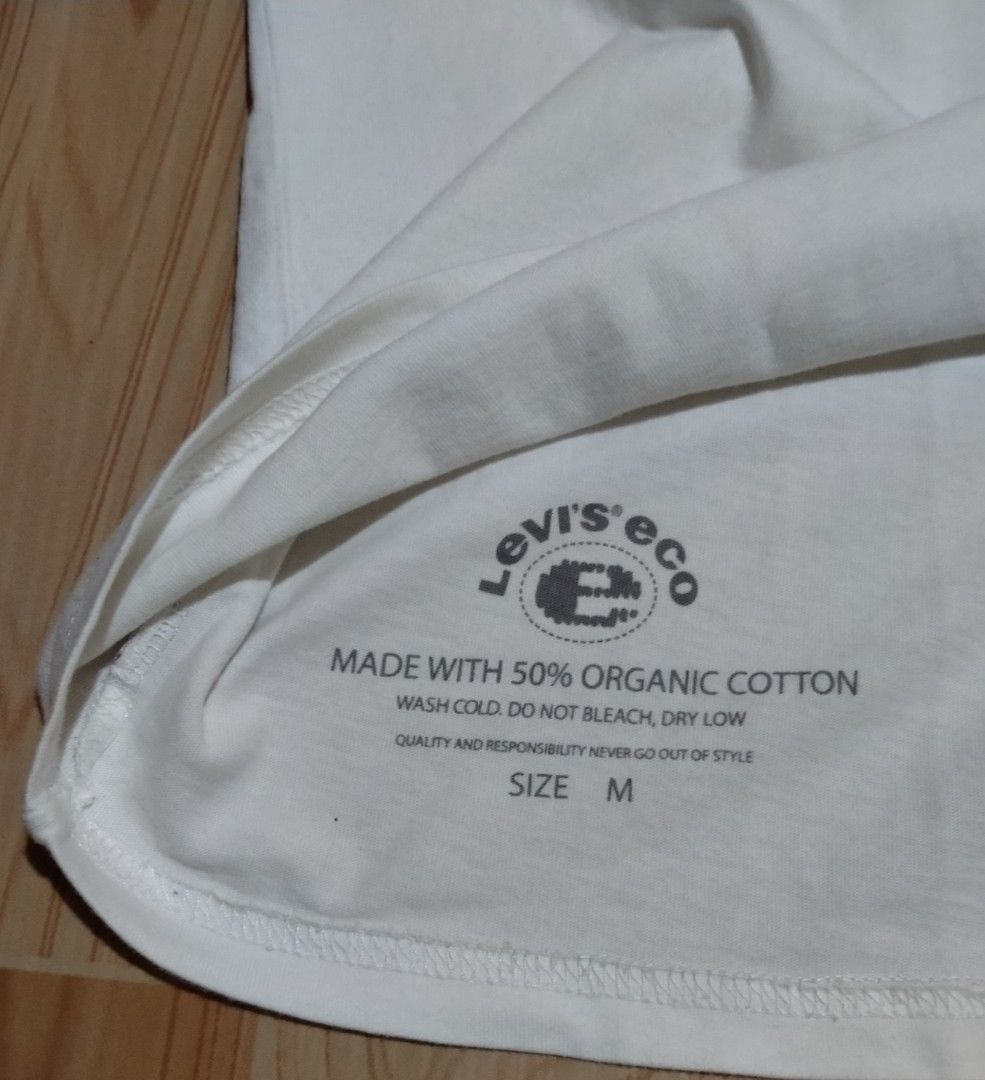 LEVI'S® eco
e
MADE WITH 50% ORGANIC COTTON
WASH COLD. DO NOT BLEACH, DRY LOW
QUALITY AND RESPONSIBILITY NEVER GO OUT OF STYLE
SIZE M